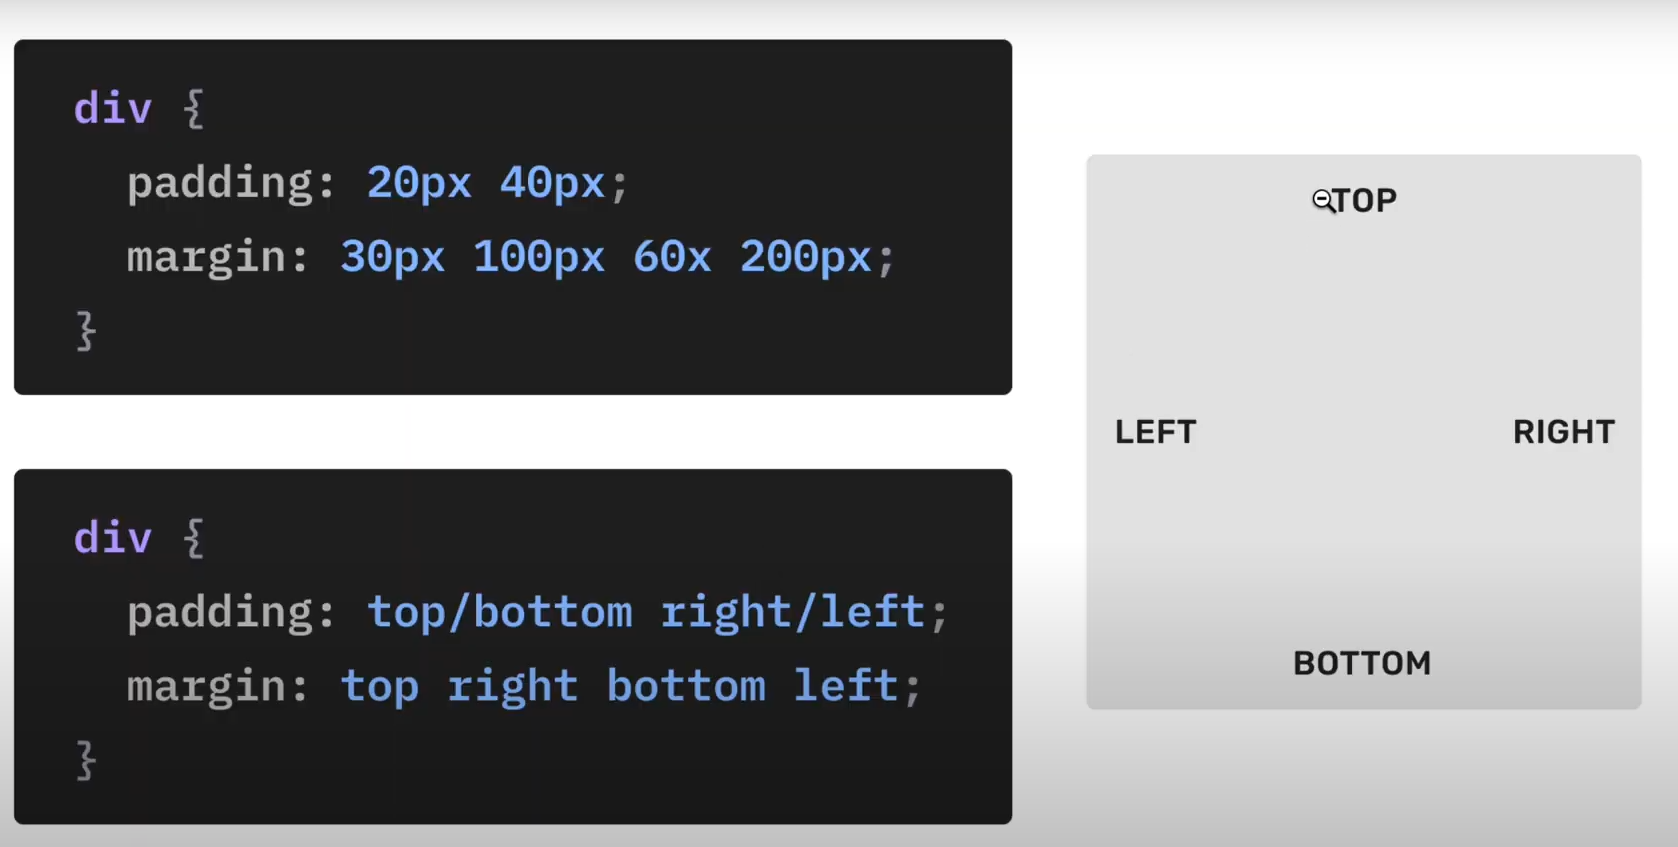 div {
padding: 20px 40px;
margin: 30px 100px 60x 200px;
}
div {
padding: top/bottom right/left;
margin: top right bottom left;
}
TOP
LEFT RIGHT
BOTTOM